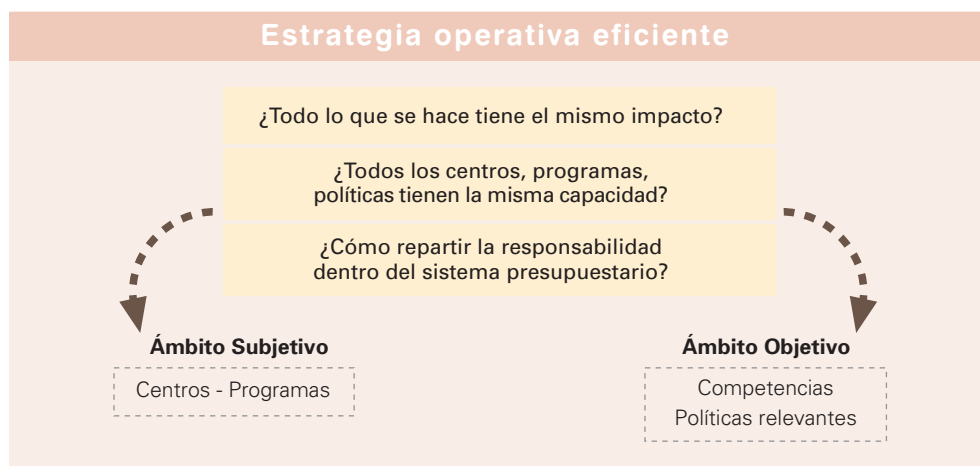 Estrategia operativa eficiente
¿Todo lo que se hace tiene el mismo impacto?
¿Todos los centros, programas,
políticas tienen la misma capacidad?
¿Cómo repartir la responsabilidad
dentro del sistema presupuestario?
Ámbito Subjetivo
Centros - Programas
Ámbito Objetivo
Competencias
Políticas relevantes